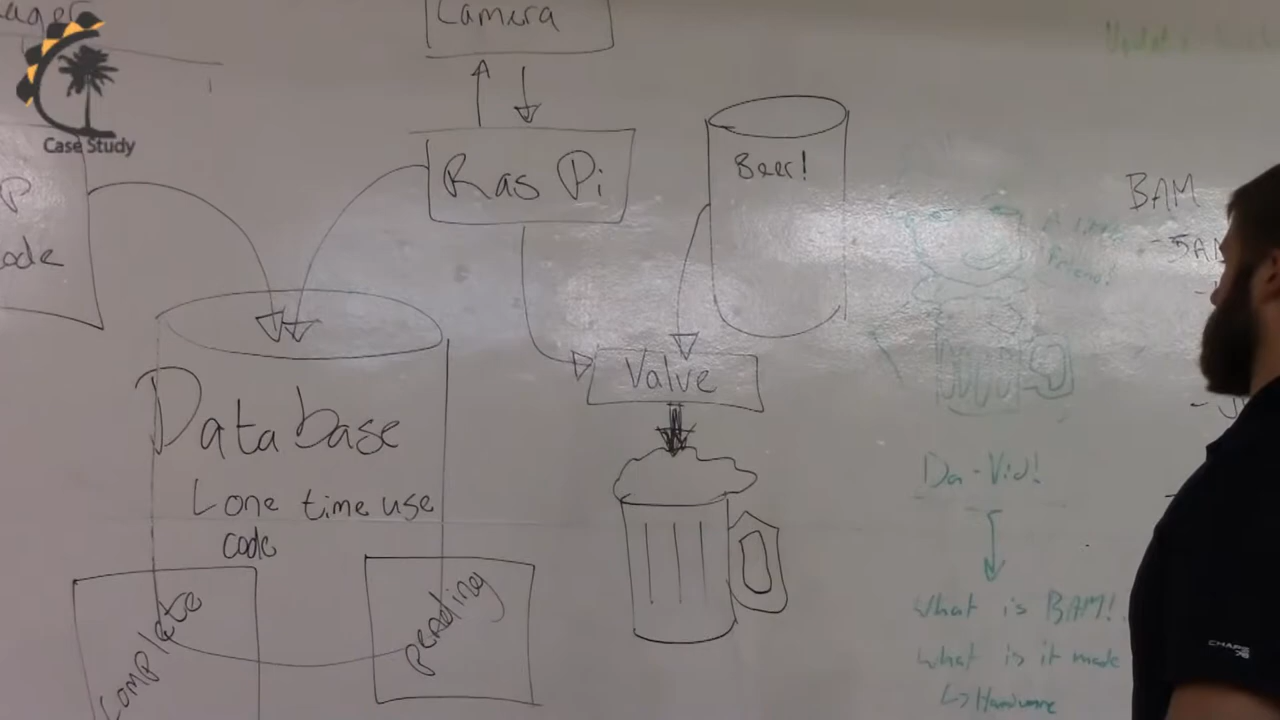 Camera
Case Study
Ras Pi
Beer!
BAM
Valve
Database
one time use
code
Complete
pending
Da-Vid!
What is BAM!
What is it made
Hardware